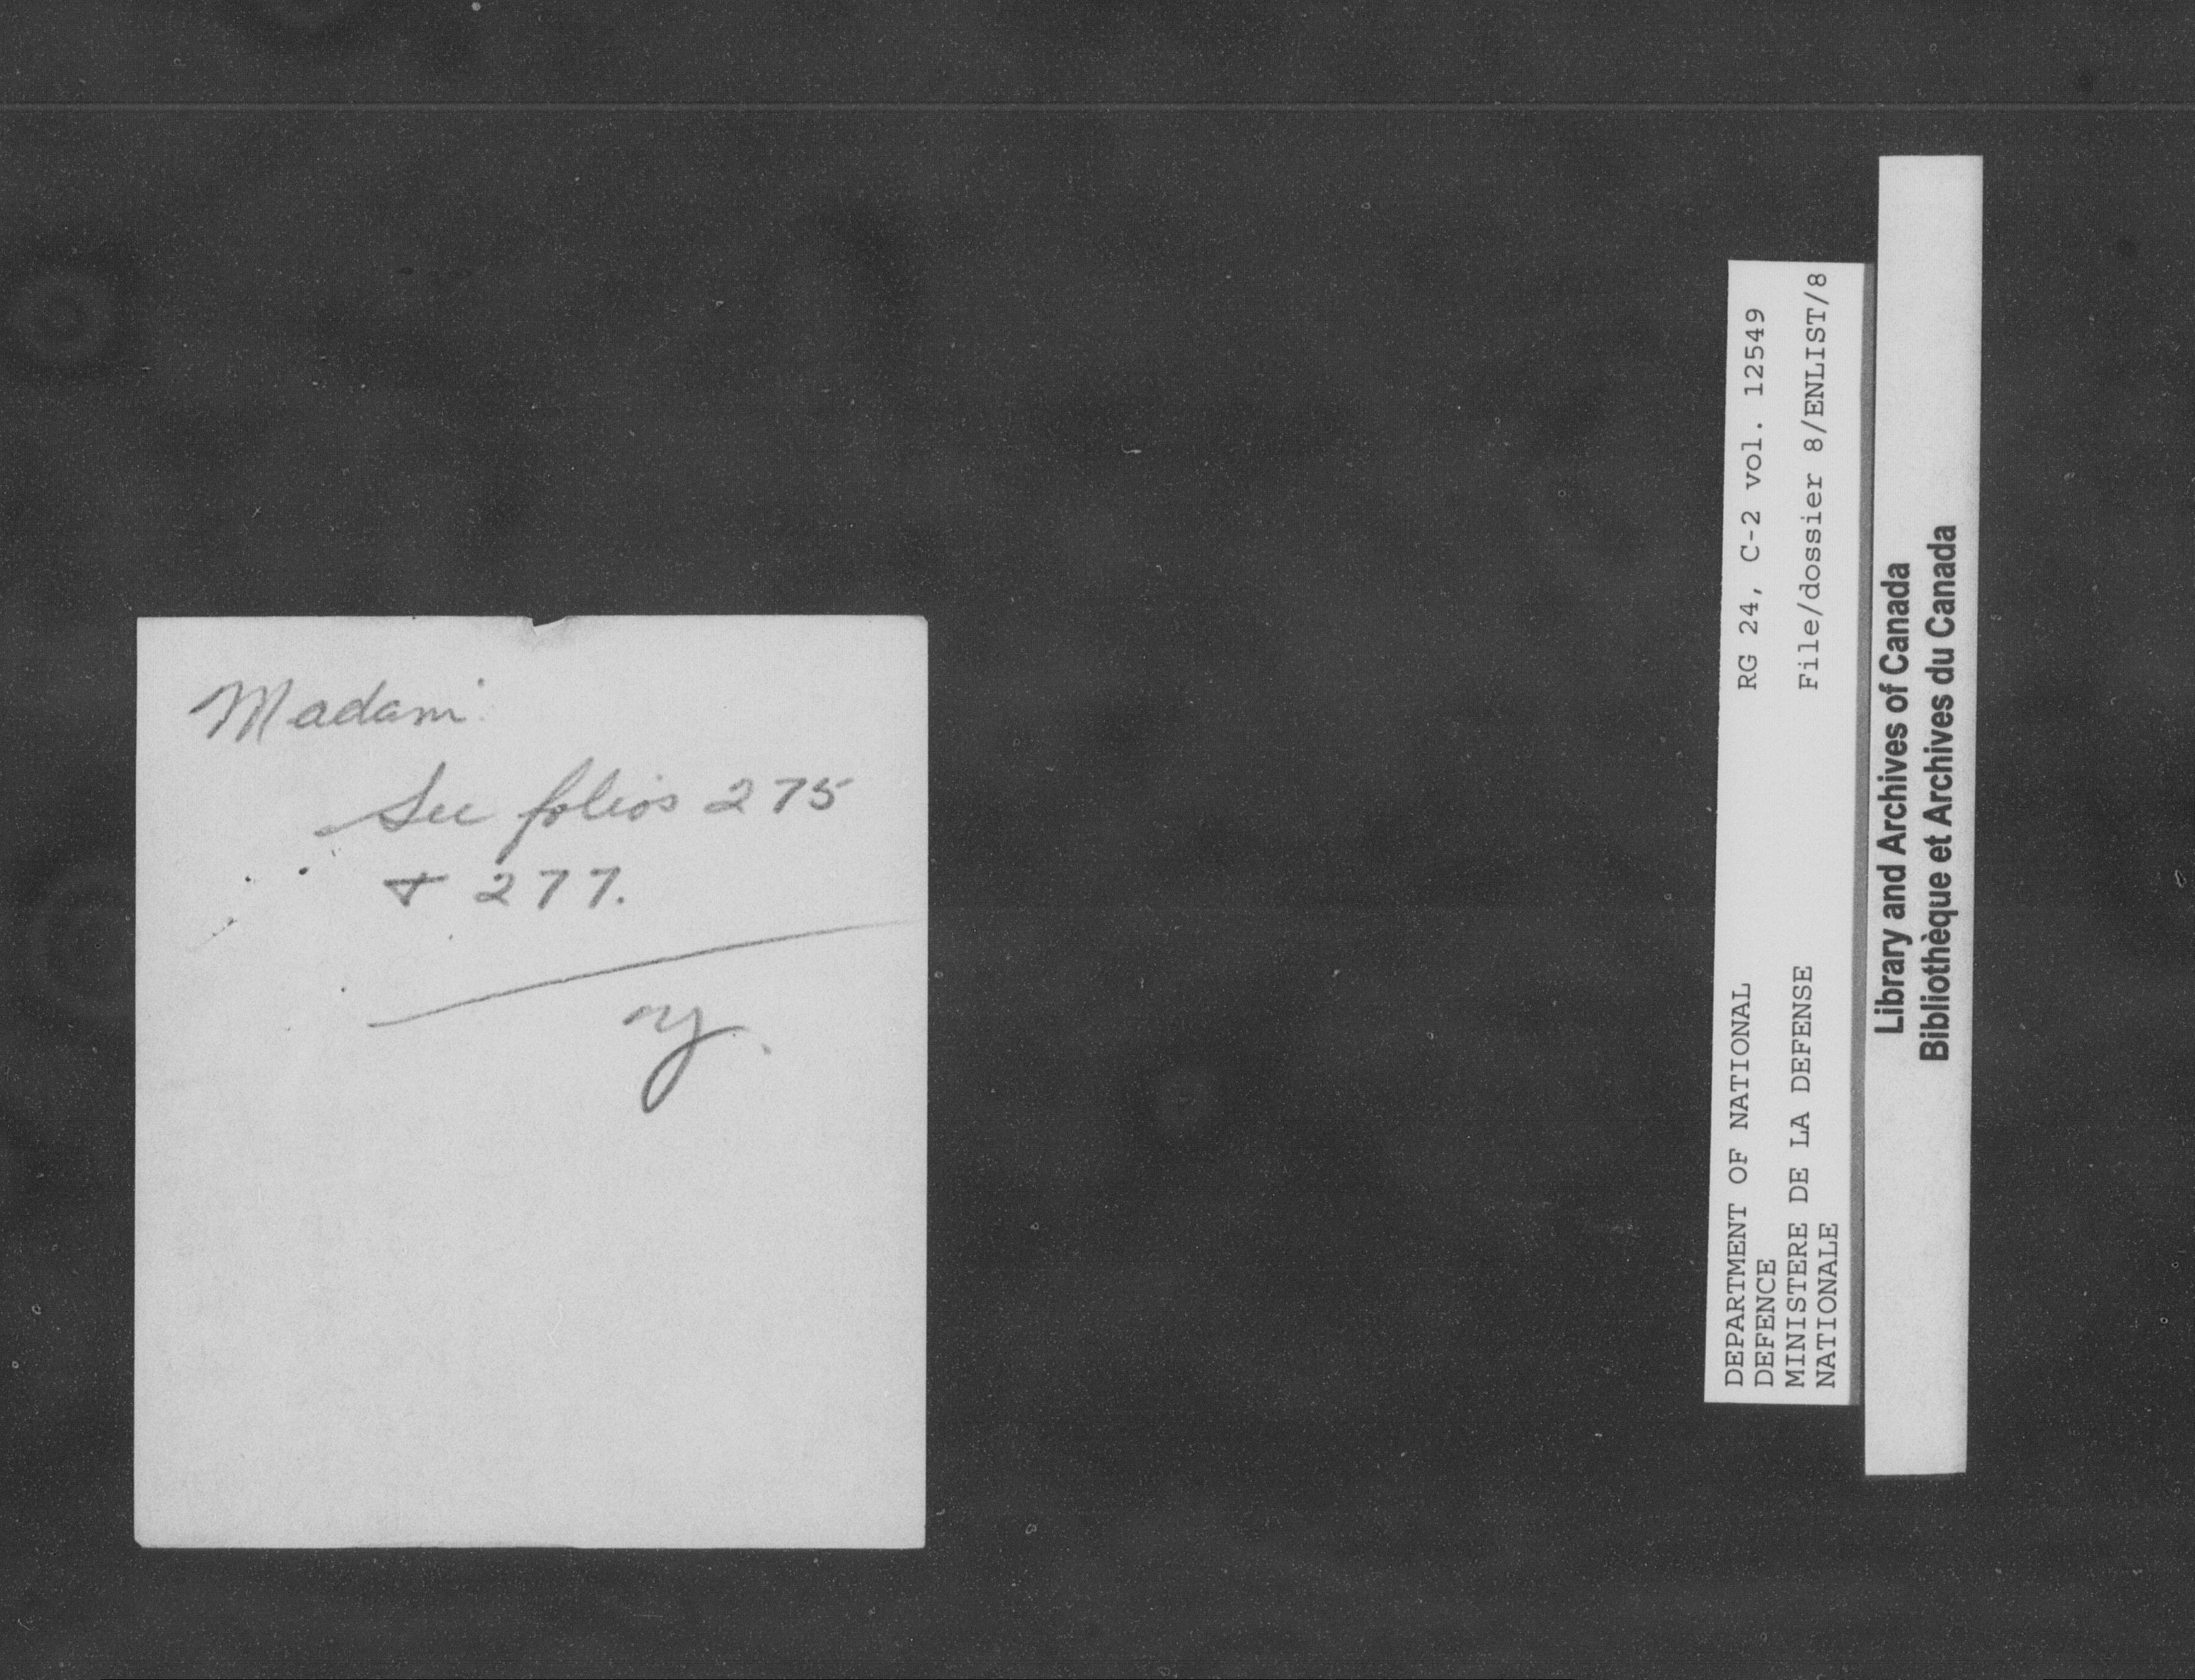 Madam
See folios 275
+ 277.
DEPARTMENT OF NATIONAL
DEFENCE
MINISTERE DE LA DEFENSE
NATIONALE
RG 24, C-2 vol. 12549
File/dossier 8/ENLIST/8
Library and Archives of Canada
Bibliothèque et Archives du Canada